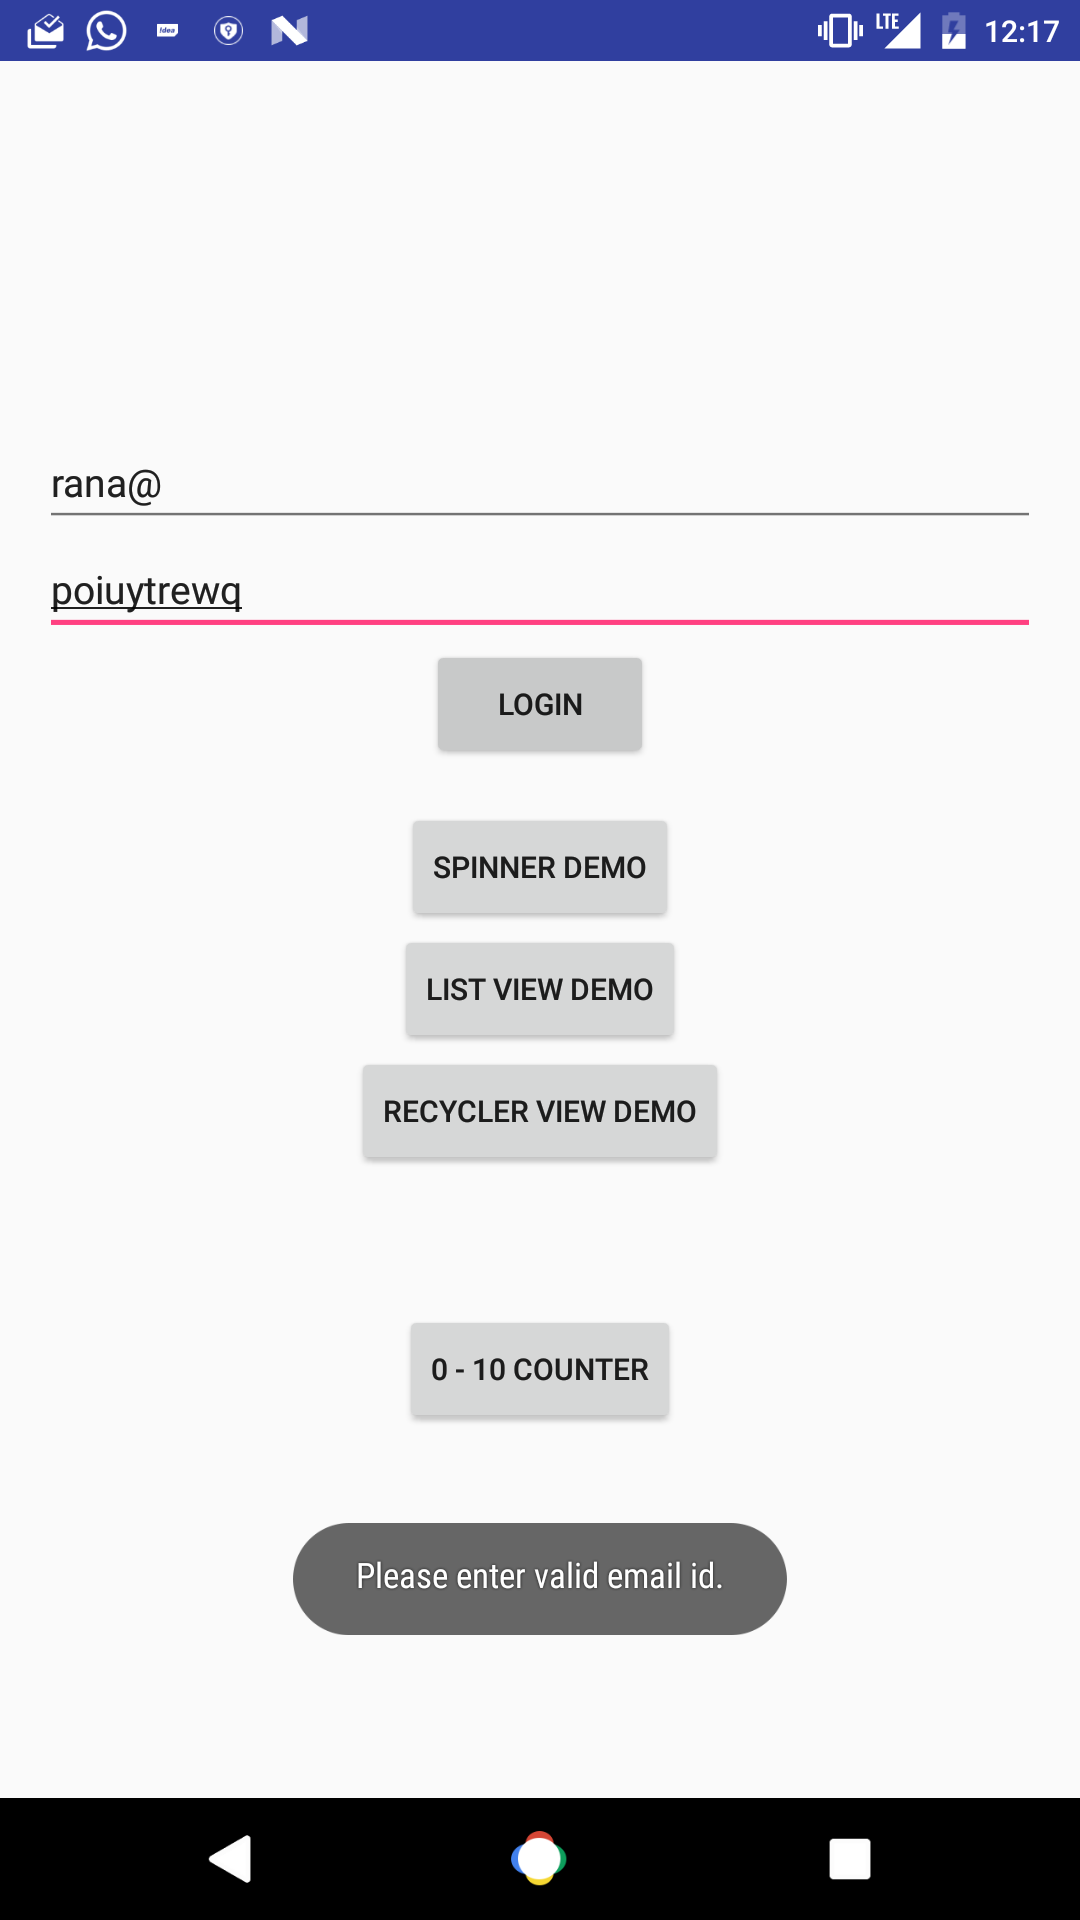 Idea
LTE
12:17
rana@
poiuytrewq
LOGIN
SPINNER DEMO
LIST VIEW DEMO
RECYCLER VIEW DEMO
0 - 10 COUNTER
Please enter valid email id.